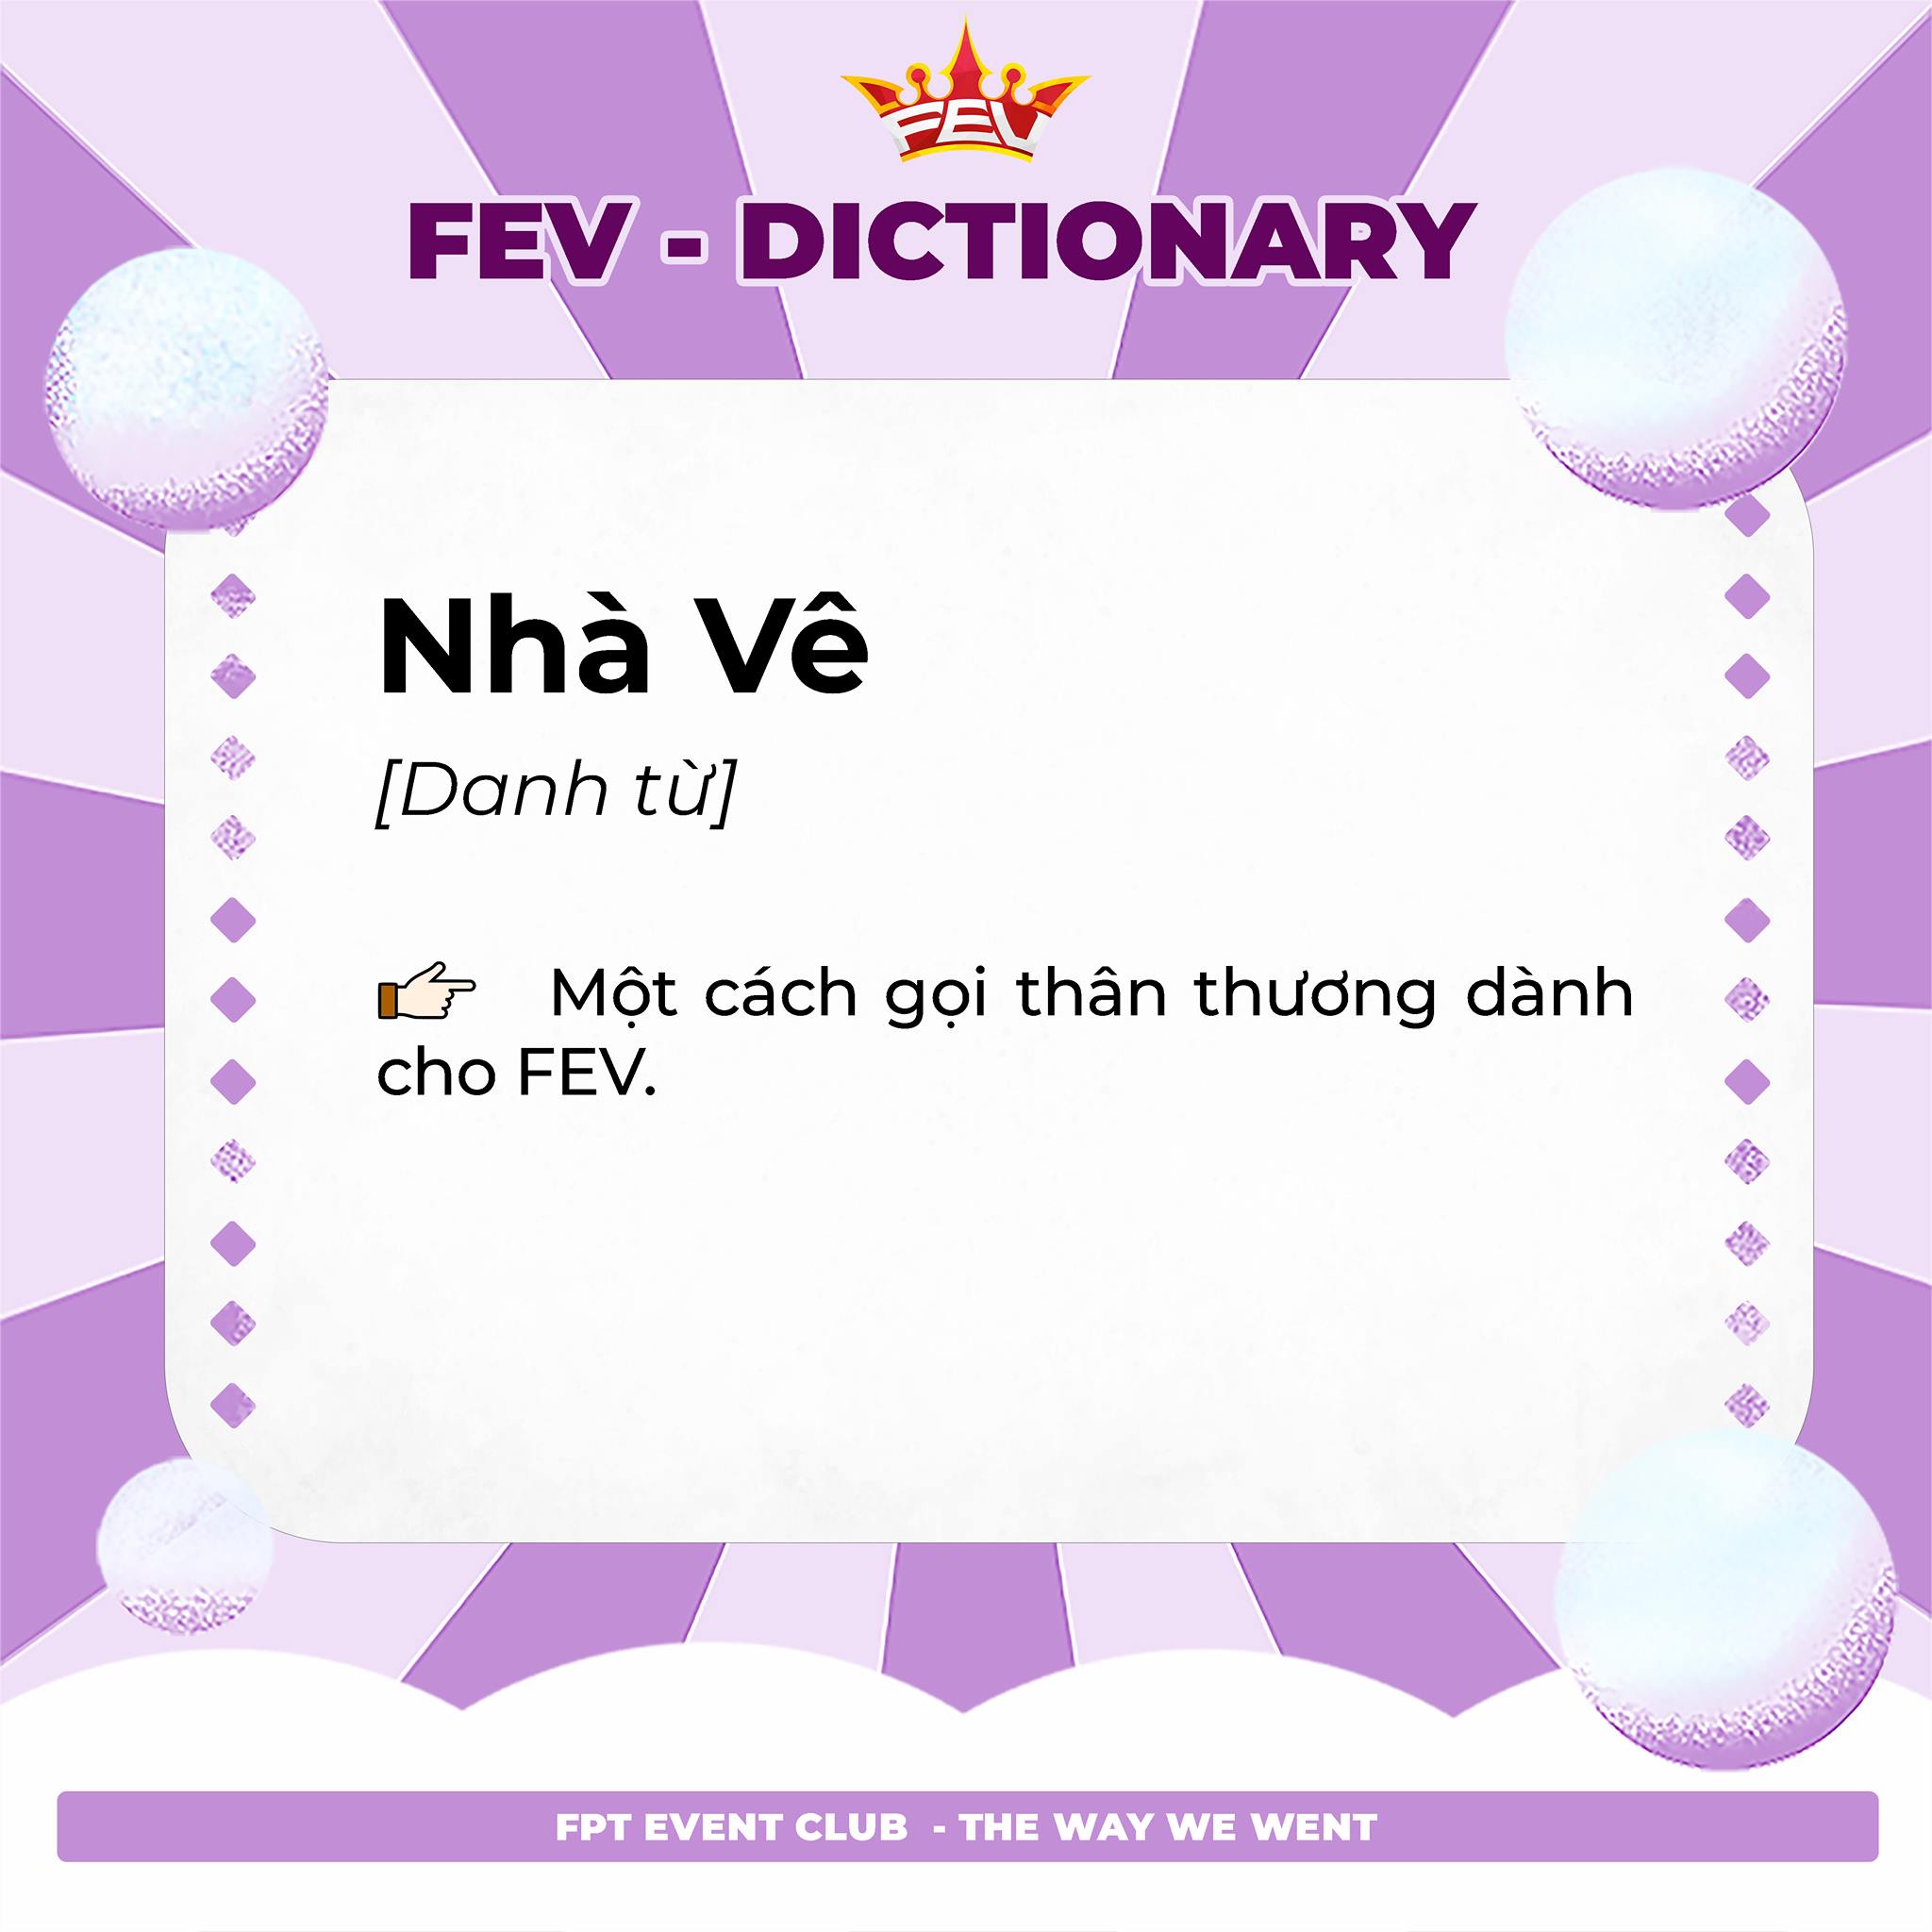 FEV
FEV - DICTIONARY
Nhà Vê
[Danh từ]
Một cách gọi thân thương dành
cho FEV.
FPT EVENT CLUB - THE WAY WE WENT